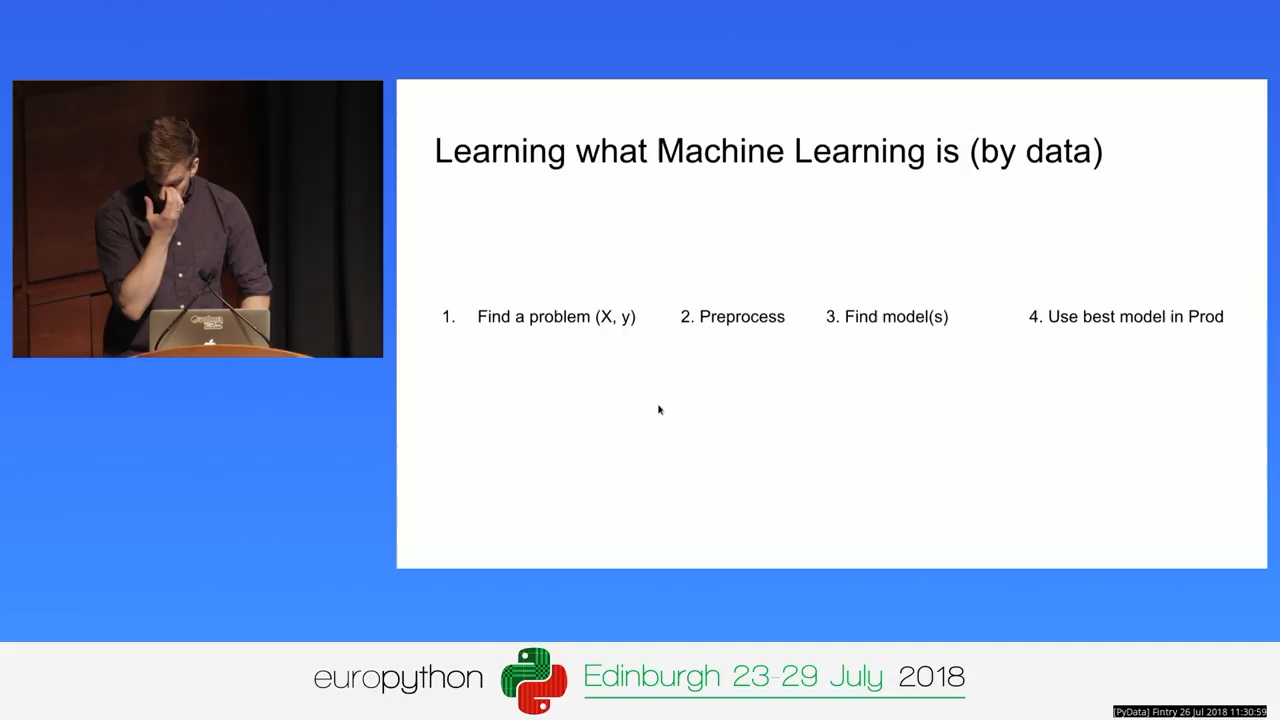 Learning what Machine Learning is (by data)
1. Find a problem (X, y) 2. Preprocess 3. Find model(s) 4. Use best model in Prod
europython Edinburgh 23-29 July 2018
[PyData] Fintry 26 Jul 2018 11:30:59